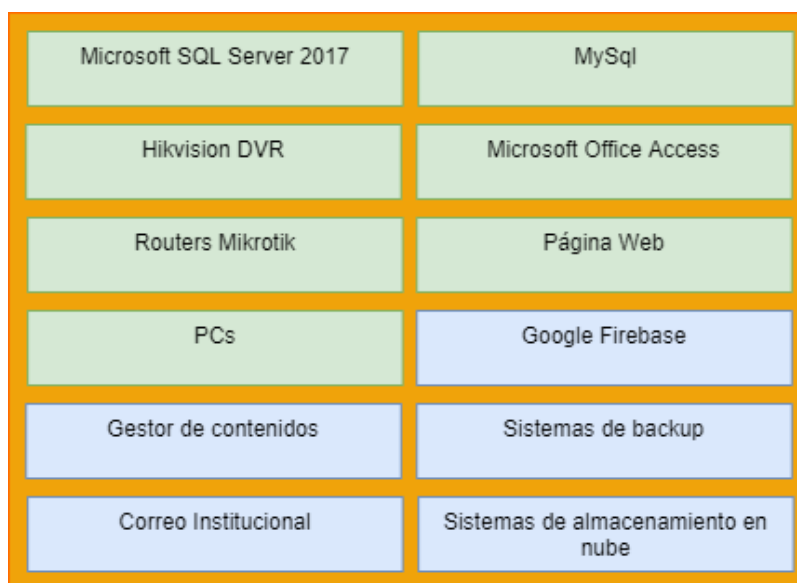 Microsoft SQL Server 2017
MySql
Hikvision DVR
Microsoft Office Access
Routers Mikrotik
Página Web
PCs
Google Firebase
Gestor de contenidos
Sistemas de backup
Correo Institucional
Sistemas de almacenamiento en
nube